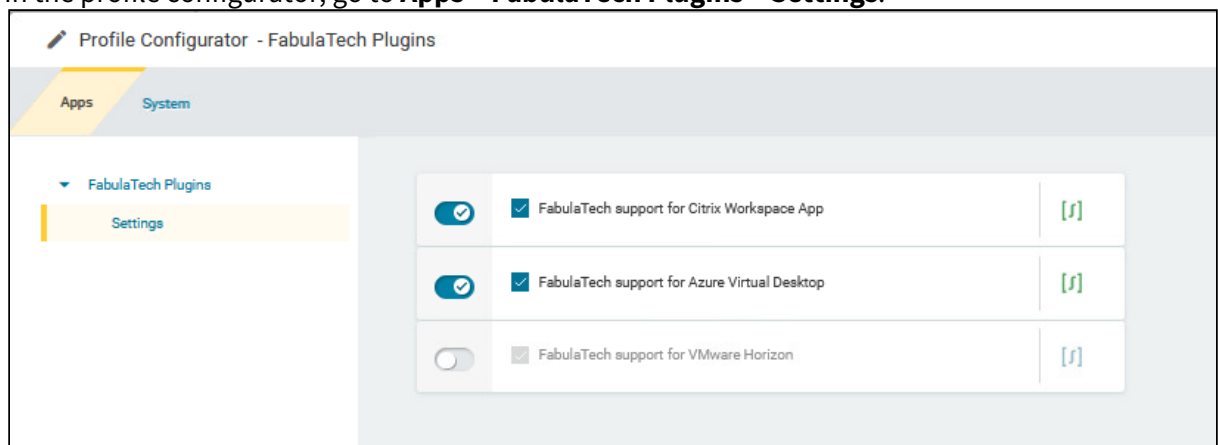 in the profile configurator, go to Apps > FabulaTech Plugins > Settings.
Profile Configurator - FabulaTech Plugins
Apps
System
FabulaTech Plugins
Settings
FabulaTech support for Citrix Workspace App
[ʃ]
FabulaTech support for Azure Virtual Desktop
[ʃ]
FabulaTech support for VMware Horizon
[ʃ]